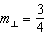 m⊥ = 3/4